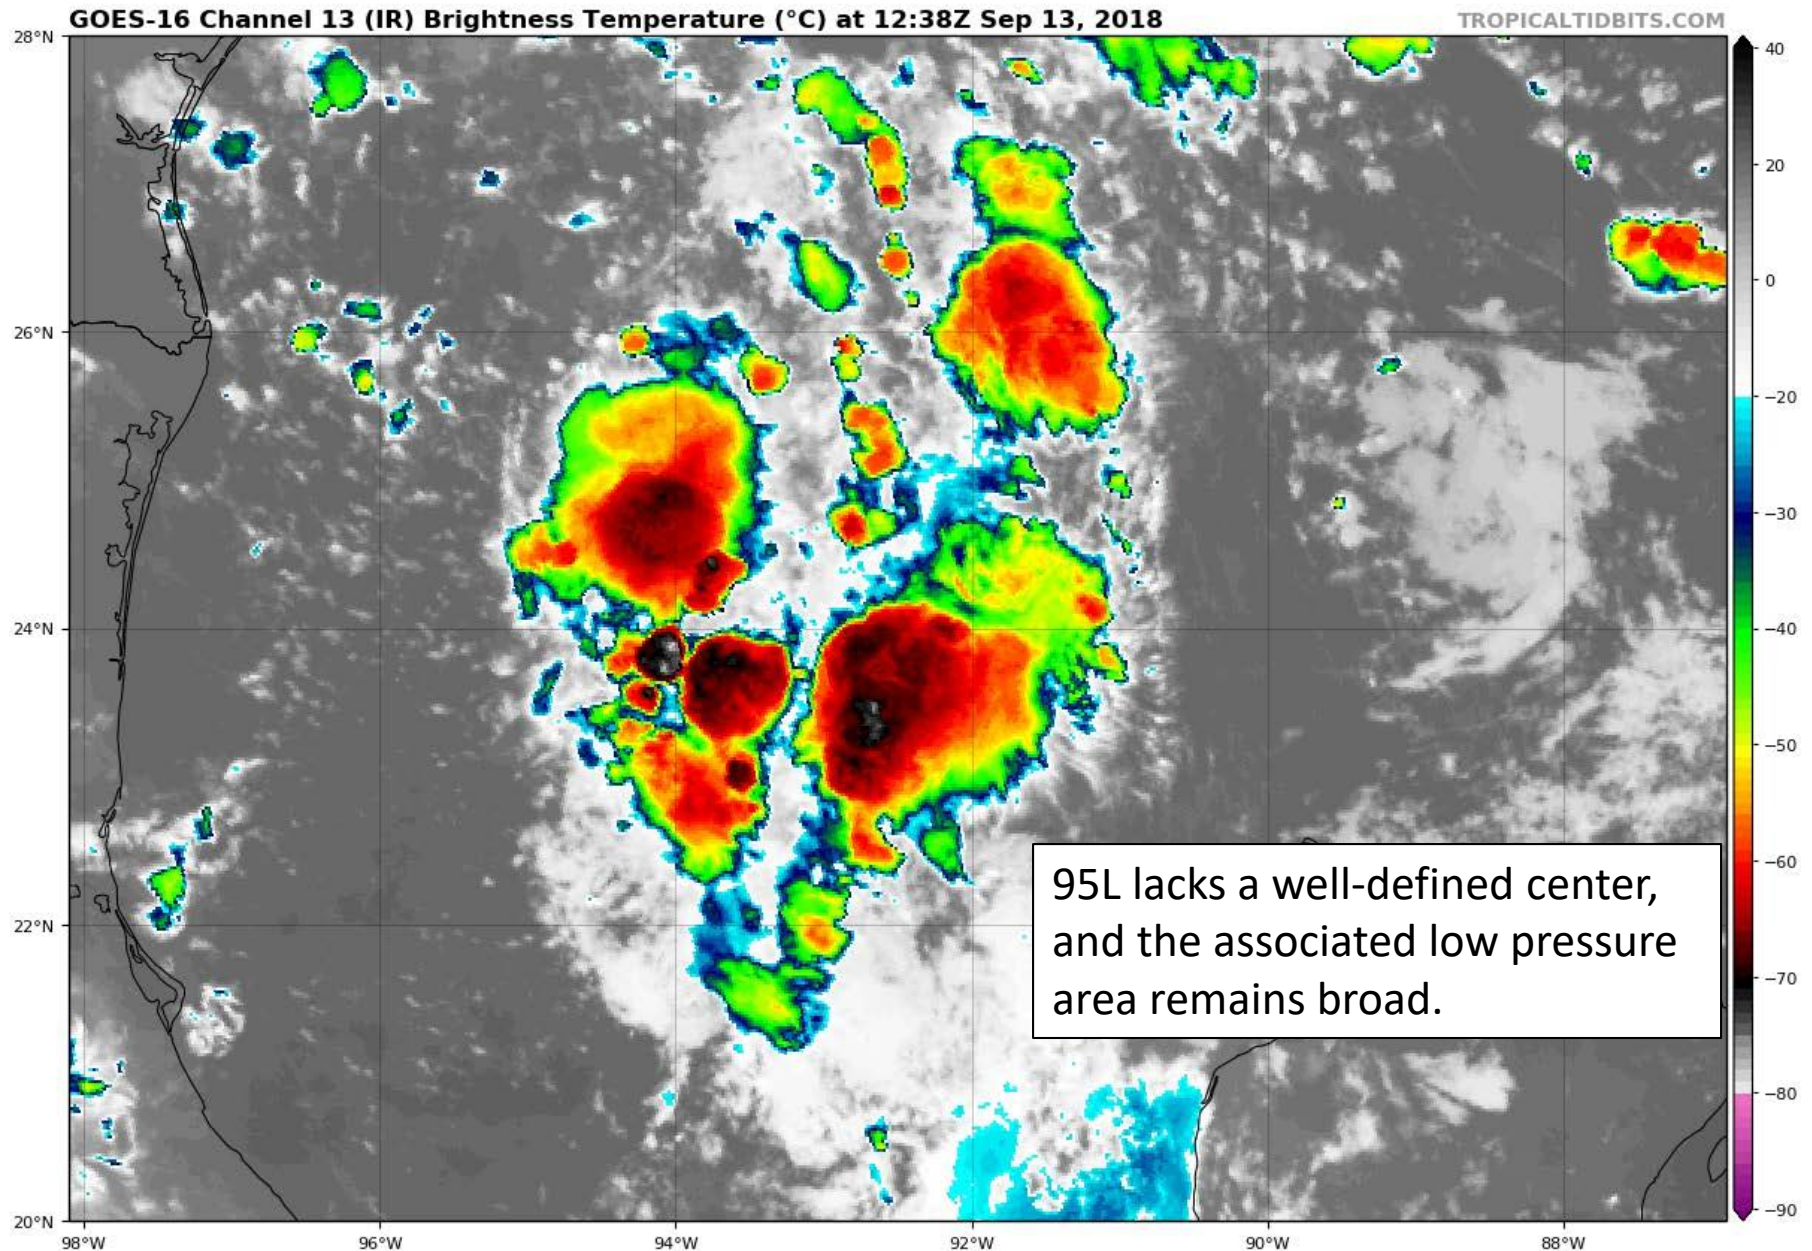 GOES-16 Channel 13 (IR) Brightness Temperature (°C) at 12:38Z Sep 13, 2018
TROPICALTIDBITS.COM
28°N
26°N
24°N
22°N
20°N
98°W
96°W
94°W
92°W
90°W
88°W
40
20
0
−20
−30
−40
−50
−60
−70
−80
−90
95L lacks a well-defined center,
and the associated low pressure
area remains broad.